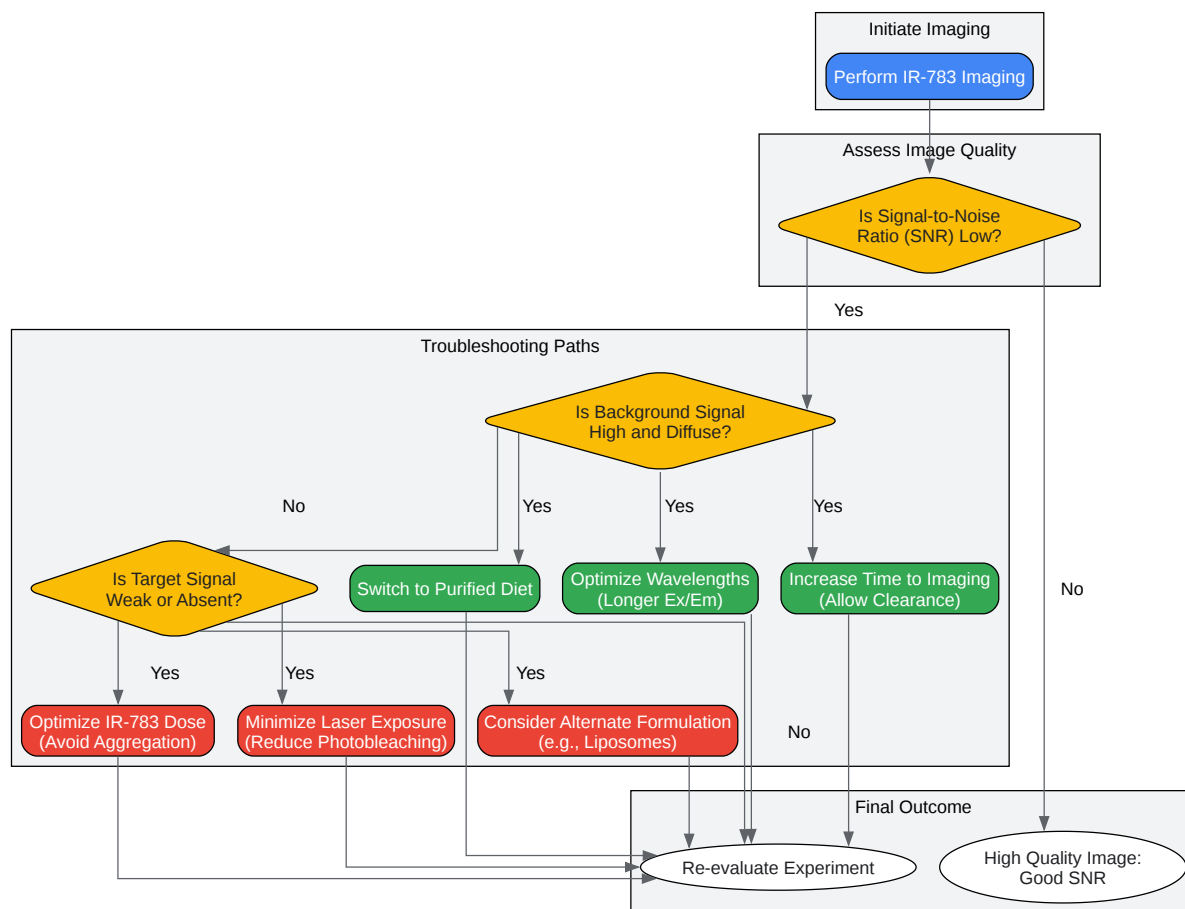 Initiate Imaging
Perform IR-783 Imaging
Assess Image Quality
Is Signal-to-Noise
Ratio (SNR) Low?
Yes
Troubleshooting Paths
Is Background Signal
High and Diffuse?
No
Yes
Yes
Yes
Is Target Signal
Weak or Absent?
Switch to Purified Diet
Optimize Wavelengths
(Longer Ex/Em)
Increase Time to Imaging
(Allow Clearance)
No
Yes
Yes
Yes
Optimize IR-783 Dose
(Avoid Aggregation)
Minimize Laser Exposure
(Reduce Photobleaching)
Consider Alternate Formulation
(e.g., Liposomes)
No
Final Outcome
Re-evaluate Experiment
High Quality Image:
Good SNR